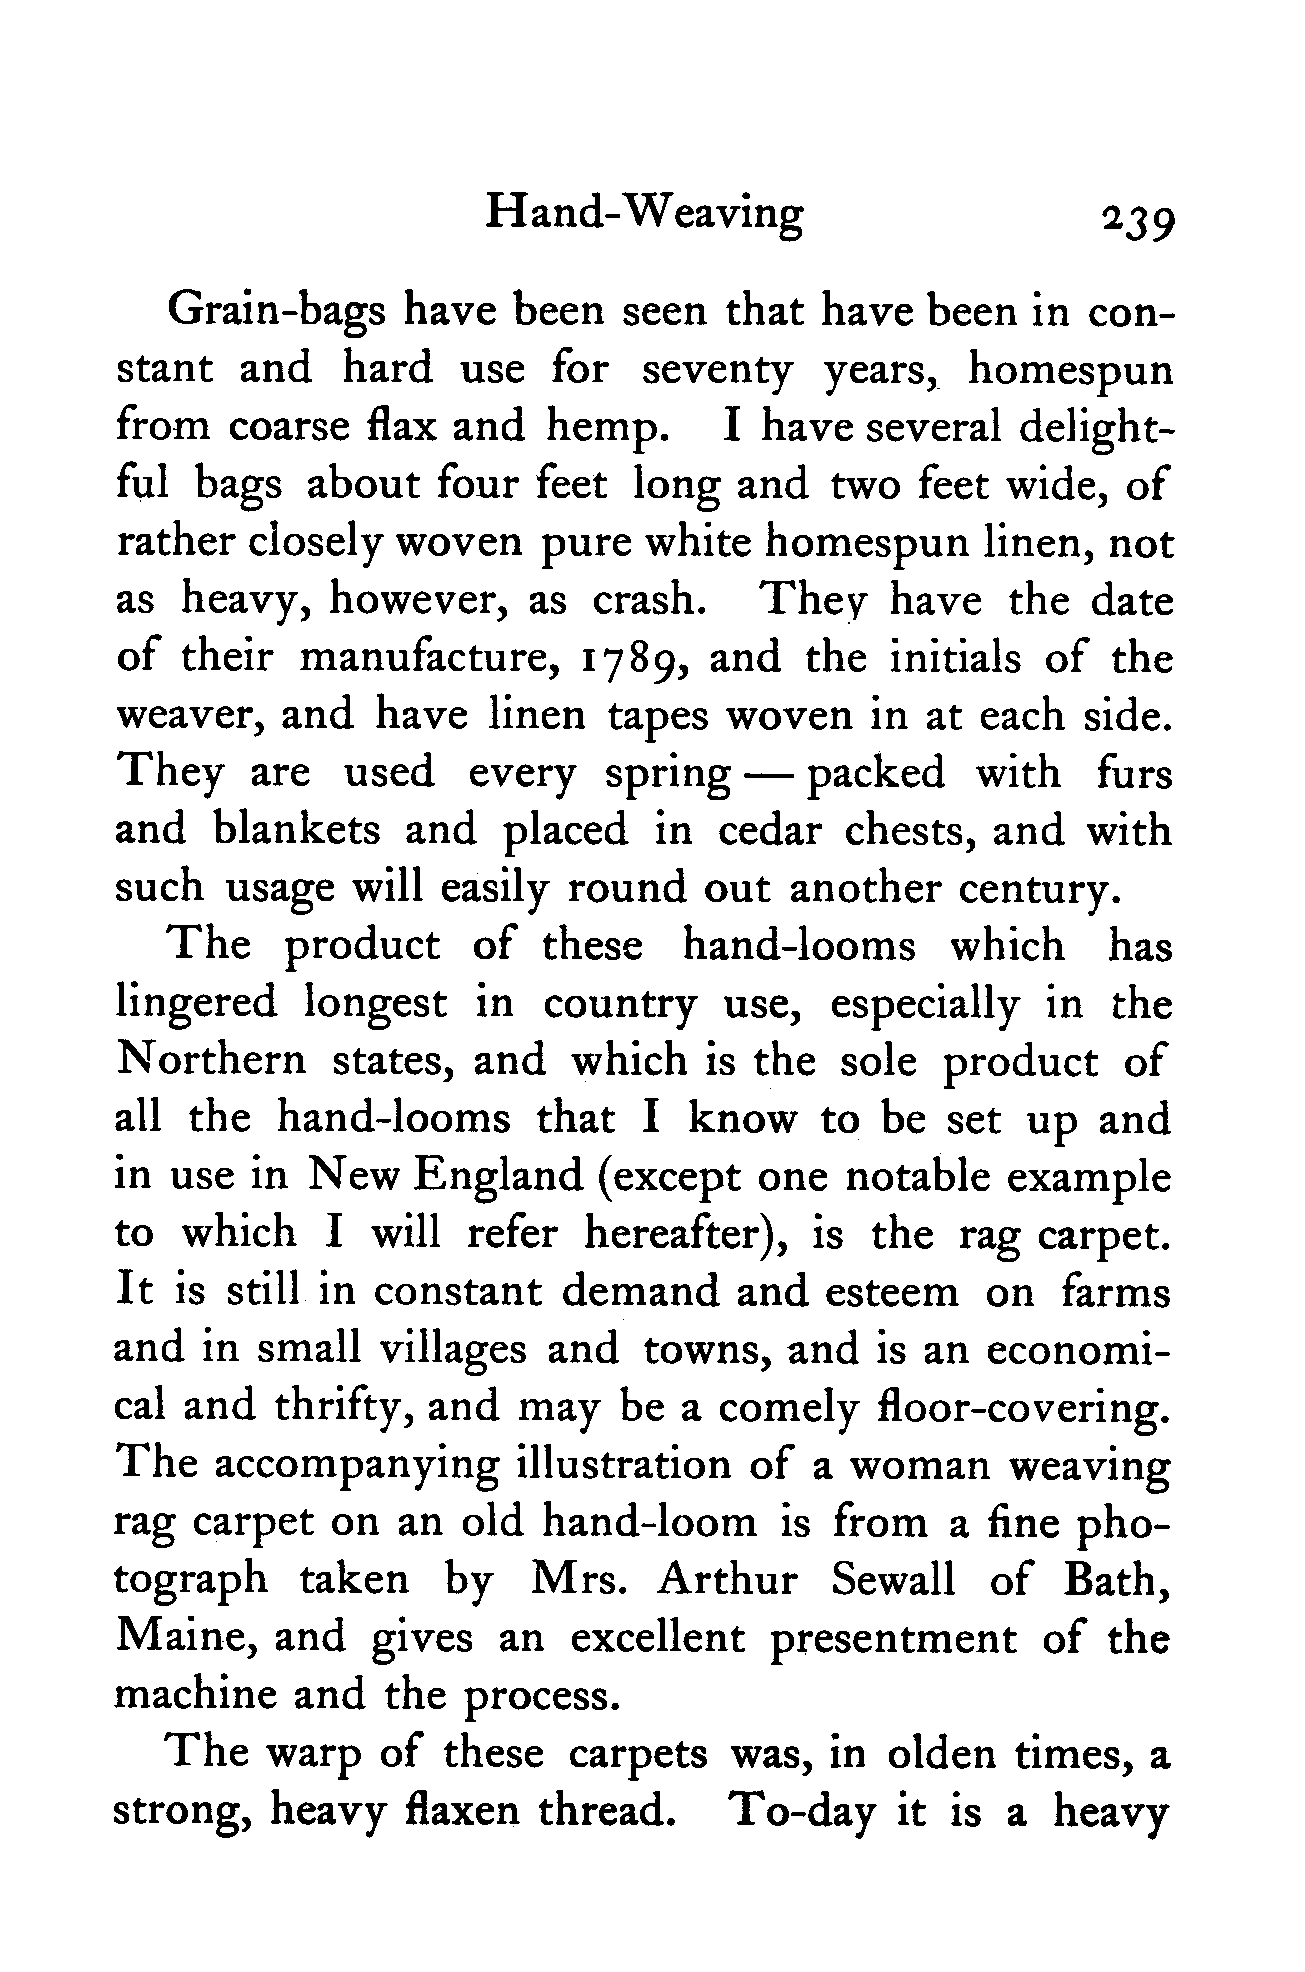 Hand-Weaving 239
Grain-bags have been seen that have been in con-
stant and hard use for seventy years, homespun
from coarse flax and hemp. I have several delight-
ful bags about four feet long and two feet wide, of
rather closely woven pure white homespun linen, not
as heavy, however, as crash. They have the date
of their manufacture, 1789, and the initials of the
weaver, and have linen tapes woven in at each side.
They are used every spring — packed with furs
and blankets and placed in cedar chests, and with
such usage will easily round out another century.
The product of these hand-looms which has
lingered longest in country use, especially in the
Northern states, and which is the sole product of
all the hand-looms that I know to be set up and
in use in New England (except one notable example
to which I will refer hereafter), is the rag carpet.
It is still in constant demand and esteem on farms
and in small villages and towns, and is an economi-
cal and thrifty, and may be a comely floor-covering.
The accompanying illustration of a woman weaving
rag carpet on an old hand-loom is from a fine pho-
tograph taken by Mrs. Arthur Sewall of Bath,
Maine, and gives an excellent presentment of the
machine and the process.
The warp of these carpets was, in olden times, a
strong, heavy flaxen thread. To-day it is a heavy